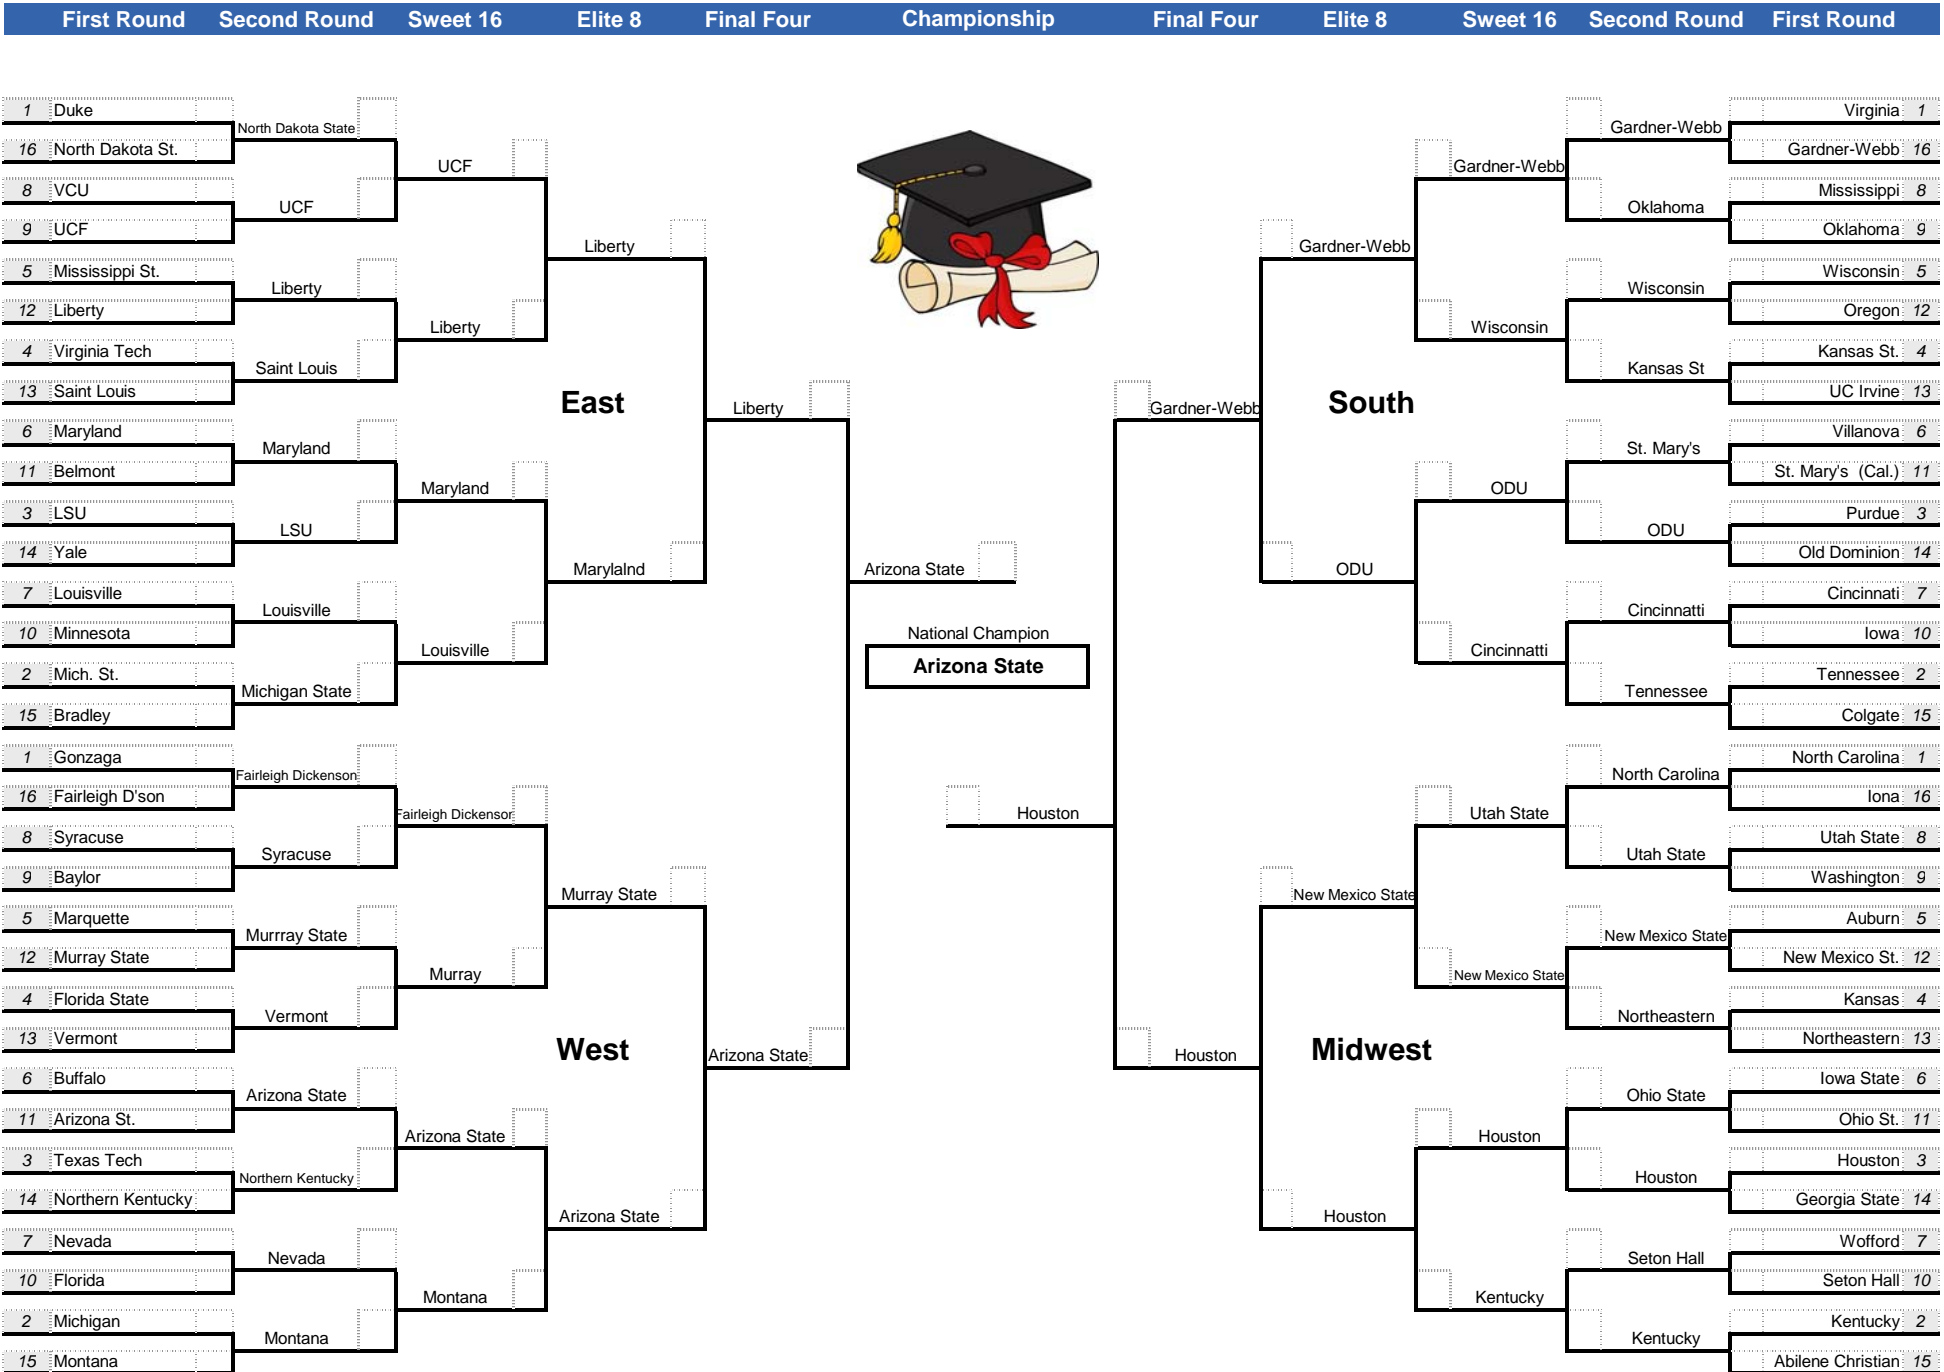 First Round Second Round Sweet 16 Elite 8 Final Four Championship Final Four Elite 8 Sweet 16 Second Round First Round
1 Duke
North Dakota State
16 North Dakota St.
UCF
8 VCU
UCF
9 UCF
Liberty
5 Mississippi St.
Liberty
12 Liberty
Liberty
4 Virginia Tech
Saint Louis
13 Saint Louis
East
Liberty
6 Maryland
Maryland
11 Belmont
Maryland
3 LSU
LSU
14 Yale
Marylalnd
7 Louisville
Louisville
10 Minnesota
Louisville
2 Mich. St.
Michigan State
15 Bradley
1 Gonzaga
Fairleigh Dickenson
16 Fairleigh D'son
Fairleigh Dickenson
8 Syracuse
Syracuse
9 Baylor
Murray State
5 Marquette
Murrray State
12 Murray State
Murray
4 Florida State
Vermont
13 Vermont
West
Arizona State
6 Buffalo
Arizona State
11 Arizona St.
Arizona State
3 Texas Tech
Northern Kentucky
14 Northern Kentucky
Arizona State
7 Nevada
Nevada
10 Florida
Montana
2 Michigan
Montana
15 Montana
Arizona State
National Champion
Arizona State
Houston
Virginia 1
Gardner-Webb
Gardner-Webb 16
Gardner-Webb
Mississippi 8
Oklahoma
Oklahoma 9
Gardner-Webb
Wisconsin 5
Wisconsin
Oregon 12
Wisconsin
Kansas St. 4
Kansas St
UC Irvine 13
Gardner-Webb
South
Villanova 6
St. Mary's
St. Mary's (Cal.) 11
ODU
Purdue 3
ODU
Old Dominion 14
ODU
Cincinnati 7
Cincinnatti
Iowa 10
Cincinnatti
Tennessee 2
Tennessee
Colgate 15
North Carolina 1
North Carolina
Iona 16
Utah State
Utah State 8
Utah State
Washington 9
New Mexico State
Auburn 5
New Mexico State
New Mexico St. 12
New Mexico State
Kansas 4
Northeastern
Northeastern 13
Houston
Midwest
Iowa State 6
Ohio State
Ohio St. 11
Houston
Houston 3
Houston
Georgia State 14
Houston
Wofford 7
Seton Hall
Seton Hall 10
Kentucky
Kentucky 2
Kentucky
Abilene Christian 15